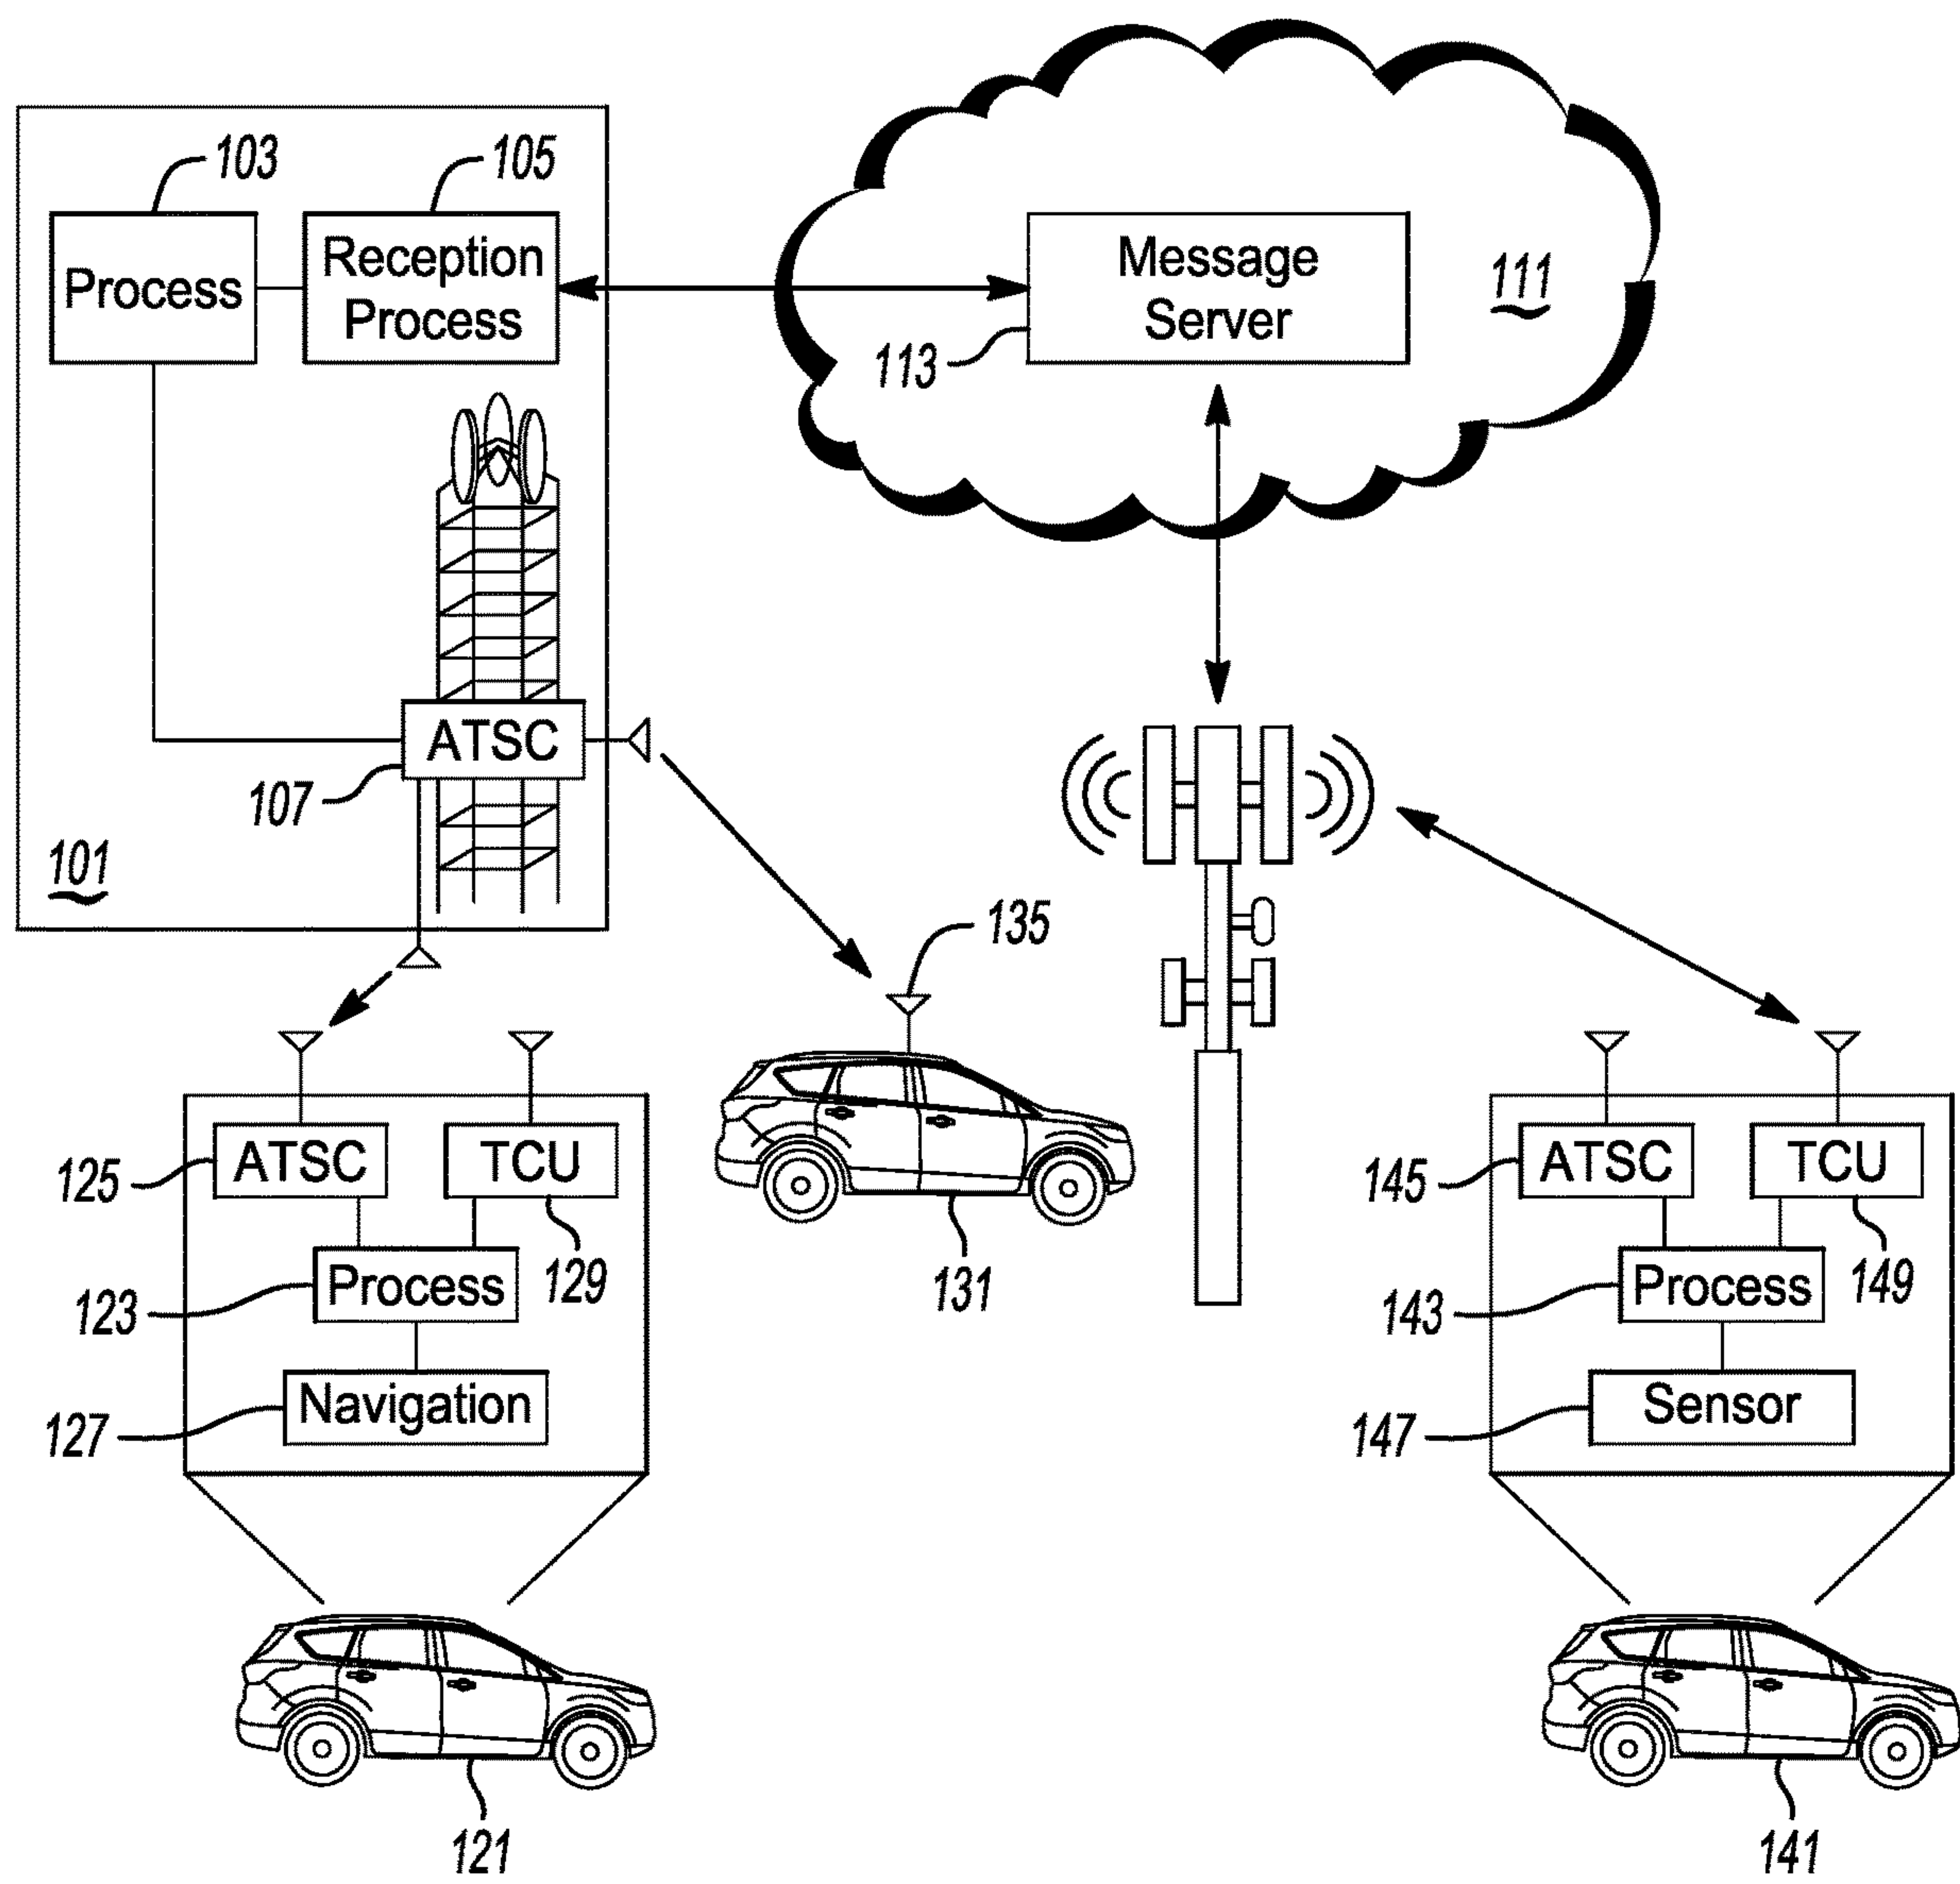 103
105
Process
Reception
Process
Message
Server
111
113
ATSC
107
101
135
125
ATSC
TCU
123
Process
129
127
Navigation
131
145
ATSC
TCU
143
Process
149
147
Sensor
121
141